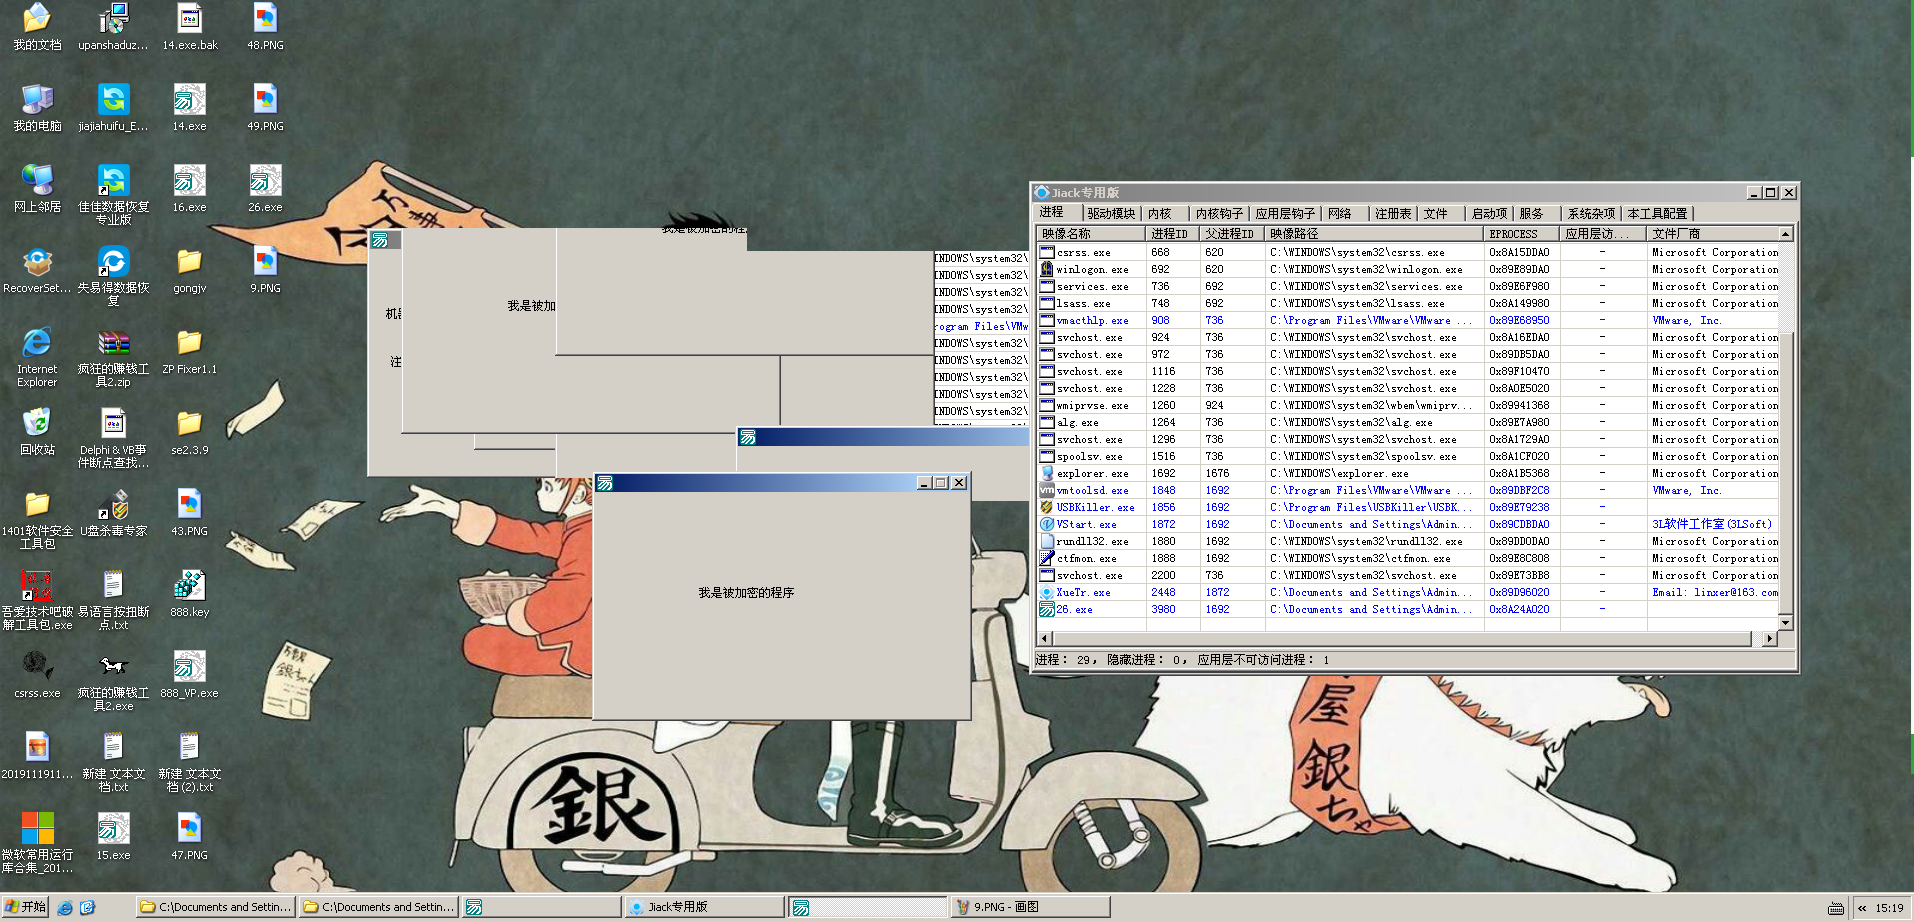 我的文档
upanshaduz...
14.exe.bak
48.PNG
我的电脑
jiajiahuifu_E...
14.exe
49.PNG
网上邻居
佳佳数据恢复
专业版
16.exe
26.exe
RecoverSet...
失易得数据恢
复
gongjv
9.PNG
Internet
Explorer
疯狂的赚钱工
具2.zip
ZP Fixer1.1
回收站
Delphi & VB事
件断点查找...
se2.3.9
1401软件安全
工具包
U盘杀毒专家
43.PNG
吾爱技术吧破
解工具包.exe
易语言按扭断
点.txt
888.key
csrss.exe
疯狂的赚钱工
具2.exe
888_VP.exe
2019111911...
新建 文本文
档.txt
新建 文本文
档 (2).txt
微软常用运行
库合集_201...
15.exe
47.PNG
我是被加密的程
机
注
我是被加
NDOWS\system32\
NDOWS\system32\
NDOWS\system32\
NDOWS\system32\
rogram Files\VMw
NDOWS\system32\
NDOWS\system32\
NDOWS\system32\
NDOWS\system32\
NDOWS\system32\
我是被加密的程序
Jiack专用版
进程 驱动模块 内核 内核钩子 应用层钩子 网络 注册表 文件 启动项 服务 系统杂项 本工具配置
映像名称 进程ID 父进程ID 映像路径 EPROCESS 应用层访... 文件厂商
csrss.exe 668 620 C:\WINDOWS\system32\csrss.exe 0x8A15DDA0 - Microsoft Corporation
winlogon.exe 692 620 C:\WINDOWS\system32\winlogon.exe 0x89E89DA0 - Microsoft Corporation
services.exe 736 692 C:\WINDOWS\system32\services.exe 0x89E6F980 - Microsoft Corporation
lsass.exe 748 692 C:\WINDOWS\system32\lsass.exe 0x8A149980 - Microsoft Corporation
vmacthlp.exe 908 736 C:\Program Files\VMware\VMware ... 0x89E68950 - VMware, Inc.
svchost.exe 924 736 C:\WINDOWS\system32\svchost.exe 0x8A16EDA0 - Microsoft Corporation
svchost.exe 972 736 C:\WINDOWS\system32\svchost.exe 0x89DB5DA0 - Microsoft Corporation
svchost.exe 1116 736 C:\WINDOWS\system32\svchost.exe 0x89F10470 - Microsoft Corporation
svchost.exe 1228 736 C:\WINDOWS\system32\svchost.exe 0x8A0E5020 - Microsoft Corporation
wmiprvse.exe 1260 924 C:\WINDOWS\system32\wbem\wmiprv... 0x89941368 - Microsoft Corporation
alg.exe 1264 736 C:\WINDOWS\system32\alg.exe 0x89E7A980 - Microsoft Corporation
svchost.exe 1296 736 C:\WINDOWS\system32\svchost.exe 0x8A1729A0 - Microsoft Corporation
spoolsv.exe 1516 736 C:\WINDOWS\system32\spoolsv.exe 0x8A1CF020 - Microsoft Corporation
explorer.exe 1692 1676 C:\WINDOWS\explorer.exe 0x8A1B5368 - Microsoft Corporation
vmtoolsd.exe 1848 1692 C:\Program Files\VMware\VMware ... 0x89DBF2C8 - VMware, Inc.
USBKiller.exe 1856 1692 C:\Program Files\USBKiller\USBK... 0x89E79238 -
VStart.exe 1872 1692 C:\Documents and Settings\Admin... 0x89CDBDA0 - 3L软件工作室(3LSoft)
rundll32.exe 1880 1692 C:\WINDOWS\system32\rundll32.exe 0x89DD0DA0 - Microsoft Corporation
ctfmon.exe 1888 1692 C:\WINDOWS\system32\ctfmon.exe 0x89E8C808 - Microsoft Corporation
svchost.exe 2200 736 C:\WINDOWS\system32\svchost.exe 0x89E73BB8 - Microsoft Corporation
XueTr.exe 2448 1872 C:\Documents and Settings\Admin... 0x89D96020 - Email: linxer@163.com
26.exe 3980 1692 C:\Documents and Settings\Admin... 0x8A24A020 -
进程: 29, 隐藏进程: 0, 应用层不可访问进程: 1
屋
銀
ちゃ
銀
开始
C:\Documents and Settin...
C:\Documents and Settin...
Jiack专用版
9.PNG - 画图
15:19